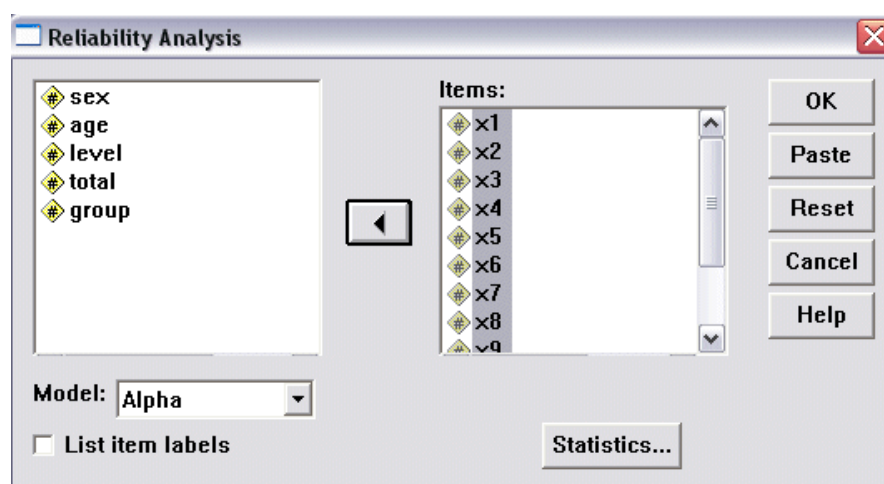 Reliability Analysis
sex
age
level
total
group
Items:
x1
x2
x3
x4
x5
x6
x7
x8
x9
OK
Paste
Reset
Cancel
Help
Model: Alpha
List item labels
Statistics...